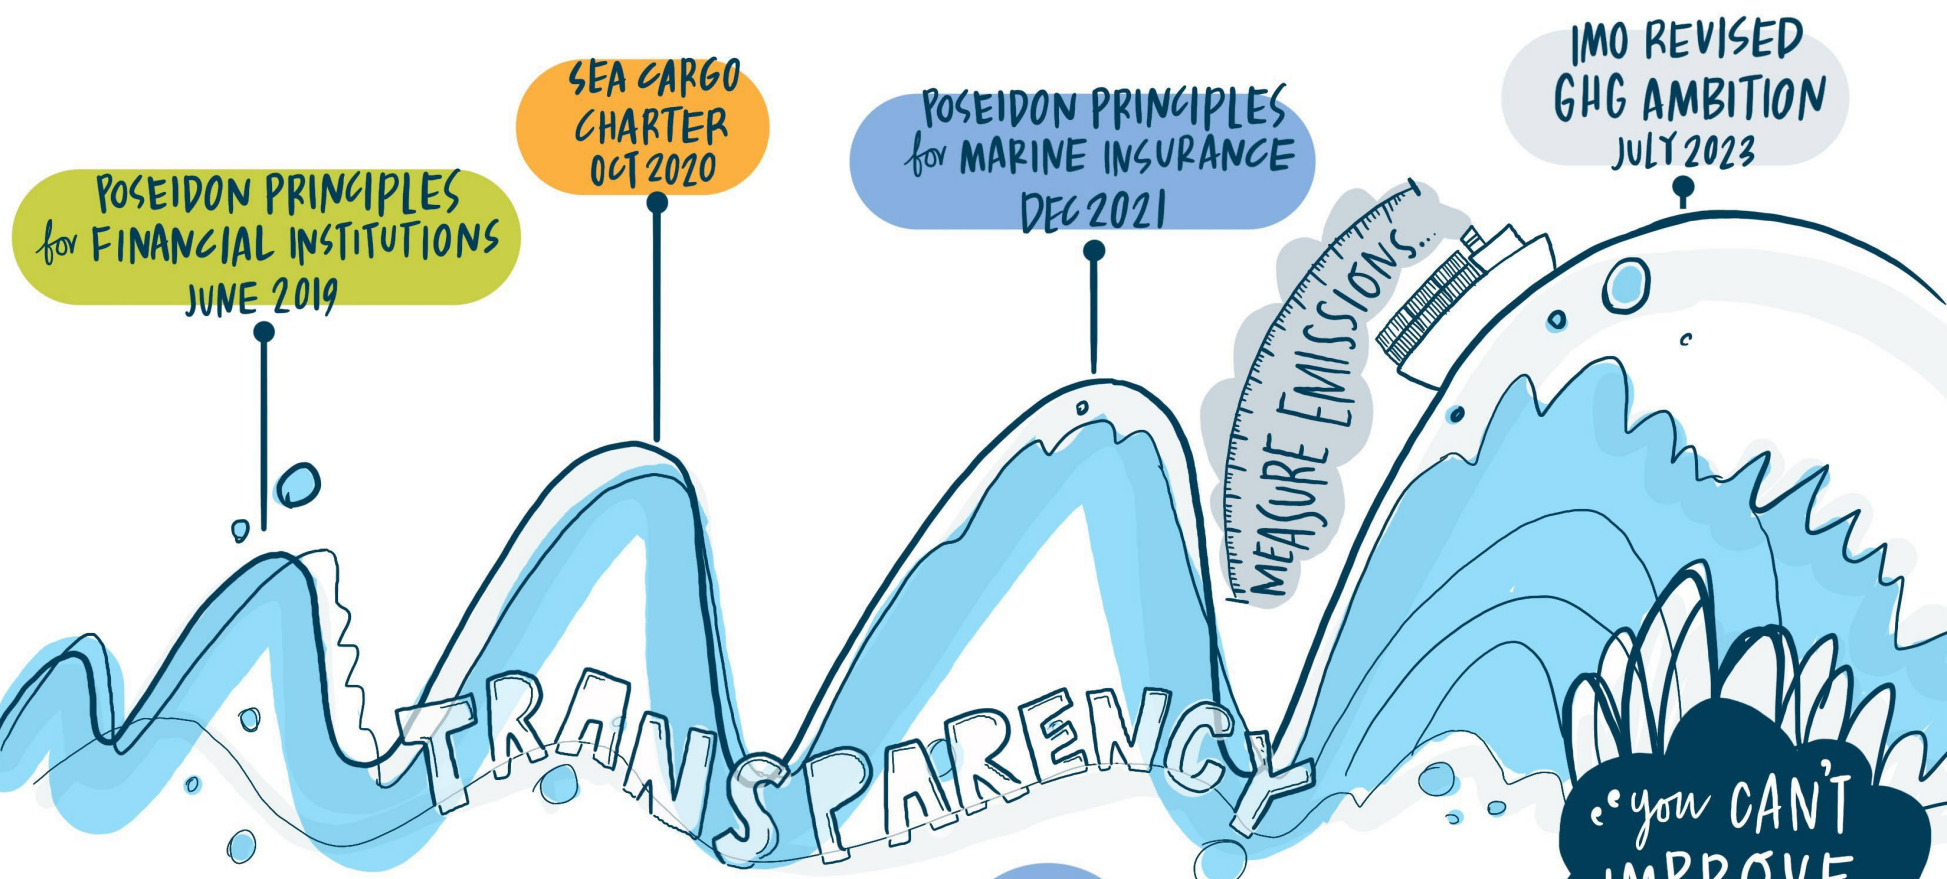 POSEIDON PRINCIPLES
for FINANCIAL INSTITUTIONS
JUNE 2019
SEA CARGO
CHARTER
OCT 2020
POSEIDON PRINCIPLES
for MARINE INSURANCE
DEC 2021
IMO REVISED
GHG AMBITION
JULY 2023
MEASURE EMISSIONS...
TRANSPARENCY
"you CAN'T
IMPROVE